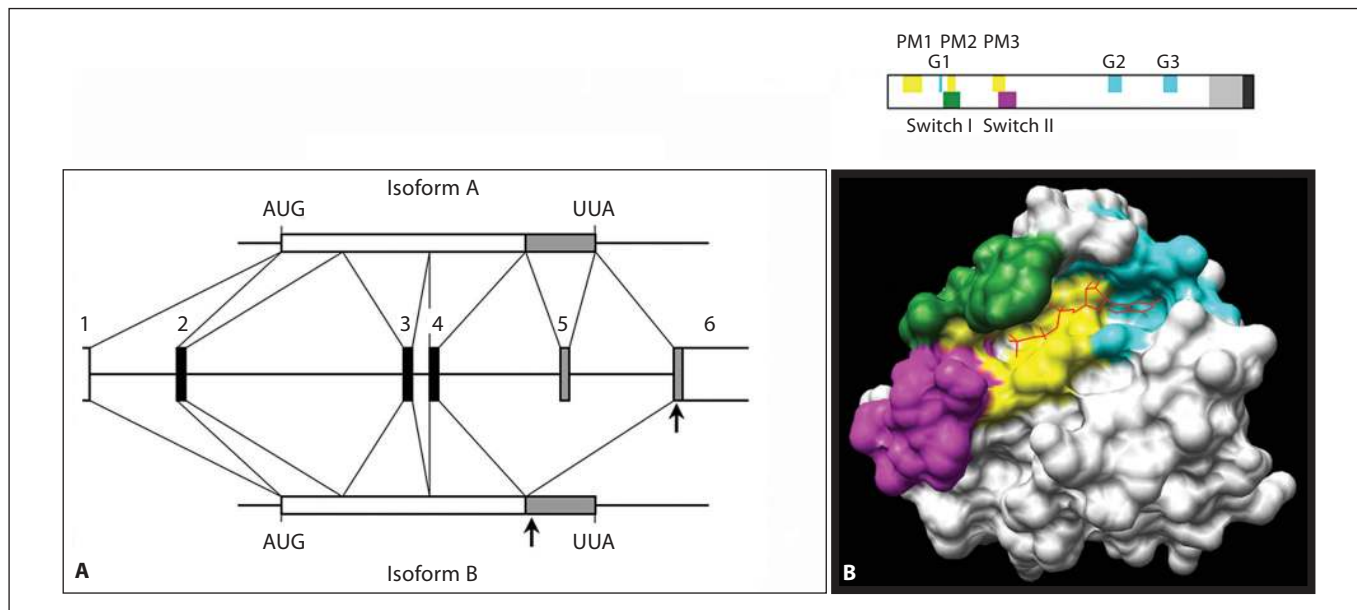 PM1 PM2 PM3
G1 G2 G3
Switch I Switch II
Isoform A
AUG UUA
1 2 3 4 5 6
AUG UUA
A Isoform B
B